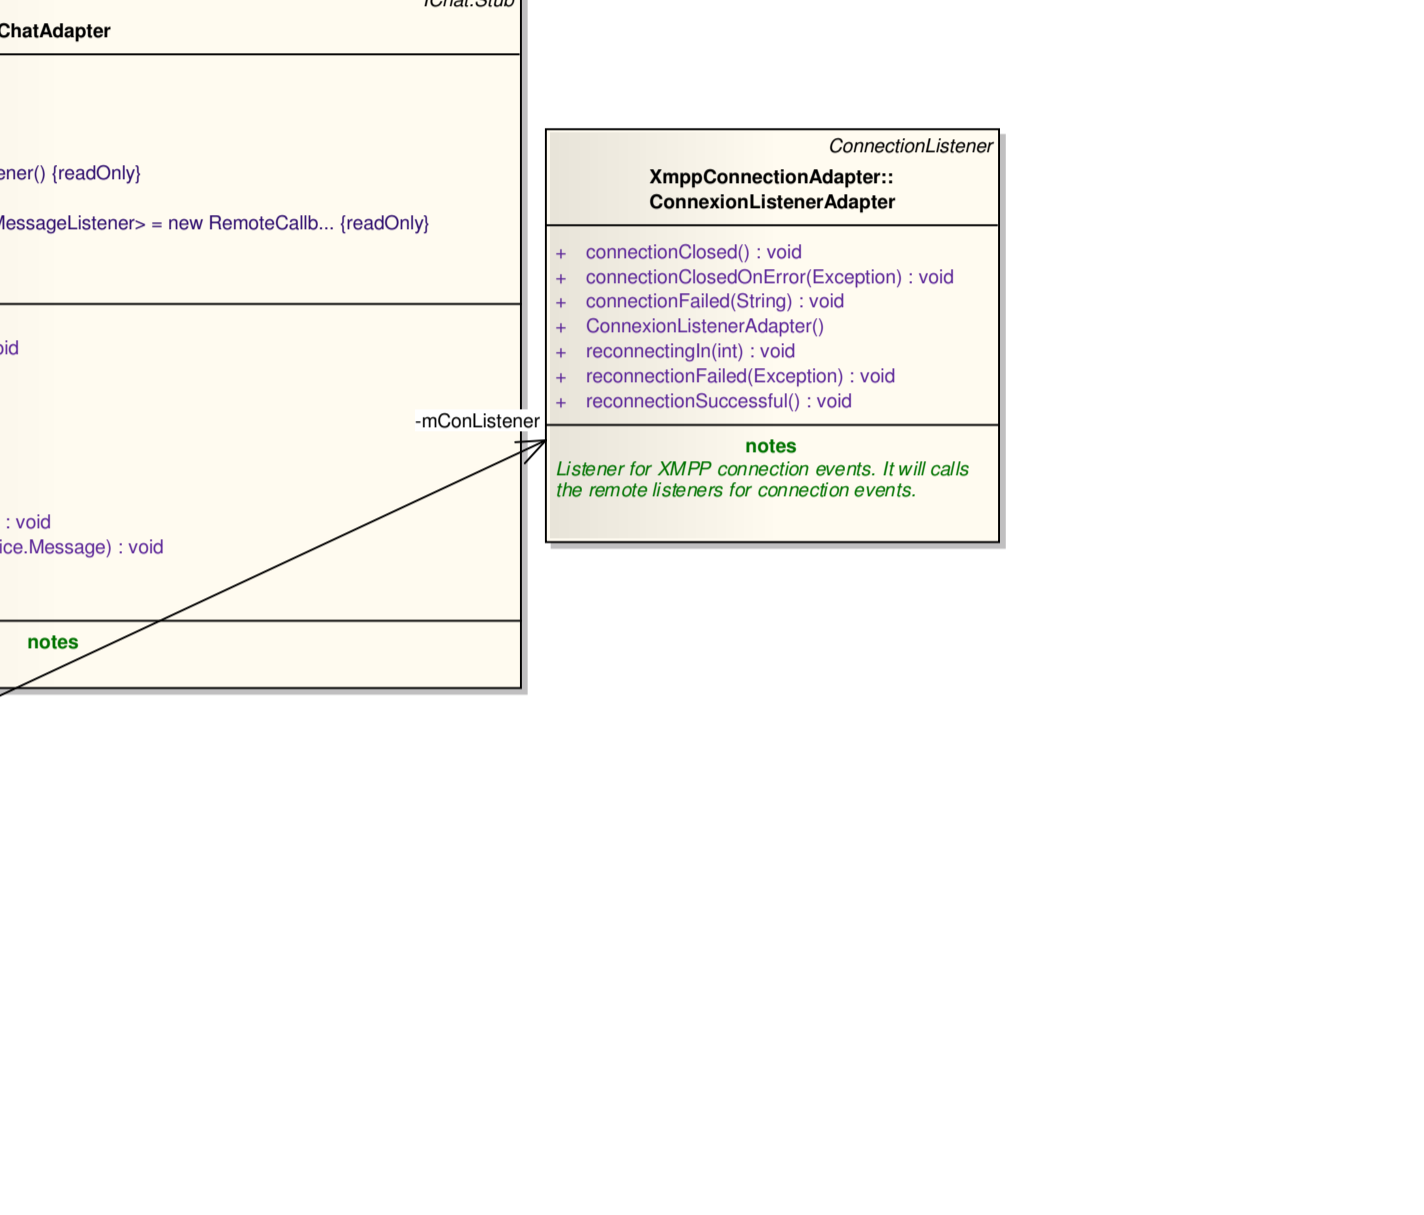 IChat.Stub
ChatAdapter
ener() {readOnly}
MessageListener> = new RemoteCallb... {readOnly}
oid
: void
ice.Message) : void
notes
-mConListener
ConnectionListener
XmppConnectionAdapter::
ConnexionListenerAdapter
+ connectionClosed() : void
+ connectionClosedOnError(Exception) : void
+ connectionFailed(String) : void
+ ConnexionListenerAdapter()
+ reconnectingIn(int) : void
+ reconnectionFailed(Exception) : void
+ reconnectionSuccessful() : void
notes
Listener for XMPP connection events. It will calls
the remote listeners for connection events.